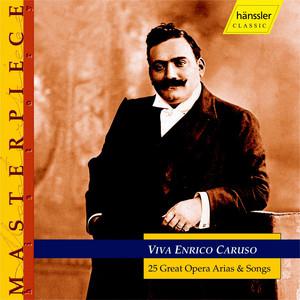 hänssler
CLASSIC
MASTERPIECE
VIVA ENRICO CARUSO
25 Great Opera Arias & Songs